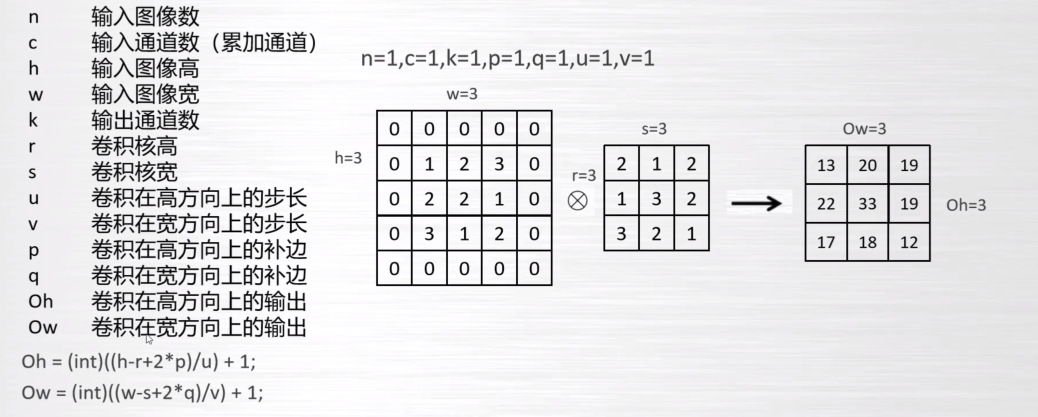 n 输入图像数
c 输入通道数（累加通道）
h 输入图像高
w 输入图像宽
k 输出通道数
r 卷积核高
s 卷积核宽
u 卷积在高方向上的步长
v 卷积在宽方向上的步长
p 卷积在高方向上的补边
q 卷积在宽方向上的补边
Oh 卷积在高方向上的输出
Ow 卷积在宽方向上的输出
Oh = (int)((h-r+2*p)/u) + 1;
Ow = (int)((w-s+2*q)/v) + 1;
n=1,c=1,k=1,p=1,q=1,u=1,v=1
w=3
h=3
0 0 0 0 0
0 1 2 3 0
0 2 2 1 0
0 3 1 2 0
0 0 0 0 0
s=3
r=3
⊗
2 1 2
1 3 2
3 2 1
Ow=3
13 20 19
22 33 19
17 18 12
Oh=3